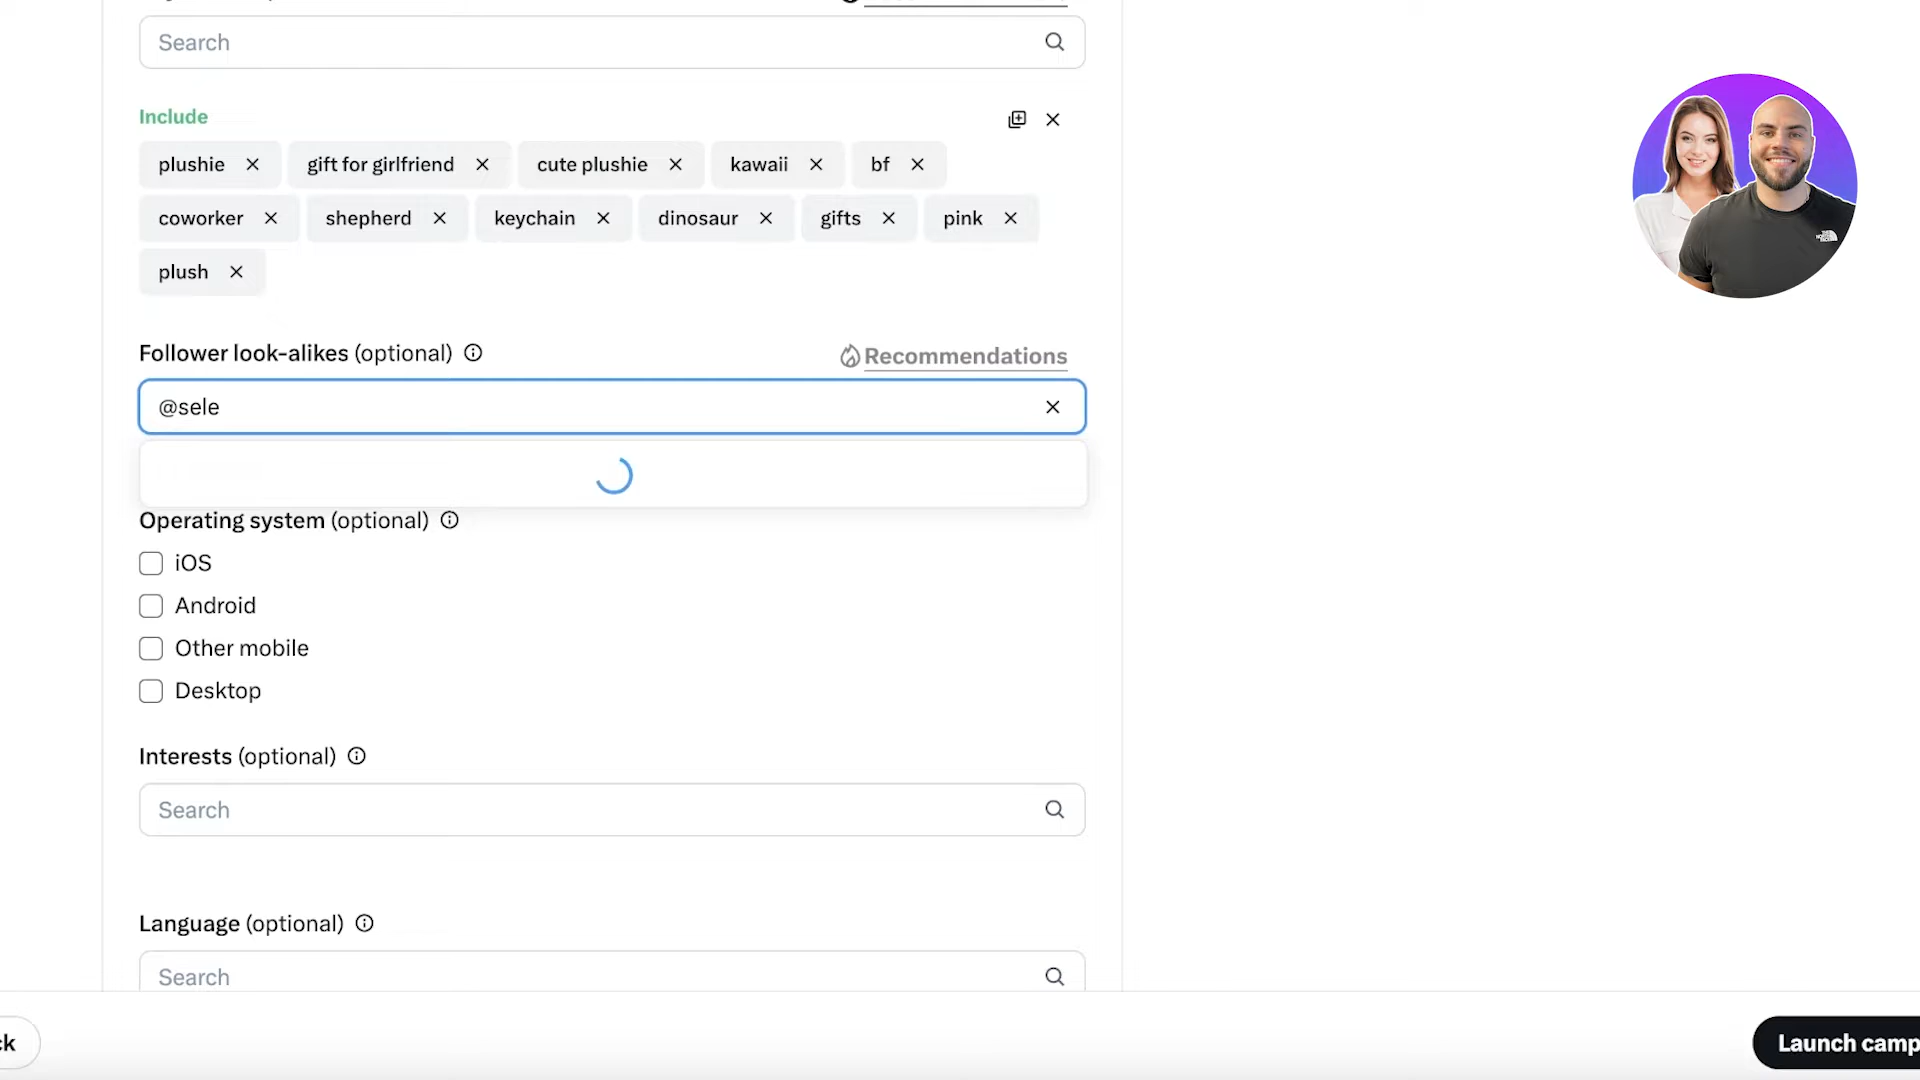 Search
Include
plushie
gift for girlfriend
cute plushie
kawaii
bf
coworker
shepherd
keychain
dinosaur
gifts
pink
plush
Follower look-alikes (optional)
Recommendations
@sele
Operating system (optional)
iOS
Android
Other mobile
Desktop
Interests (optional)
Search
Language (optional)
Search
ck
Launch camp